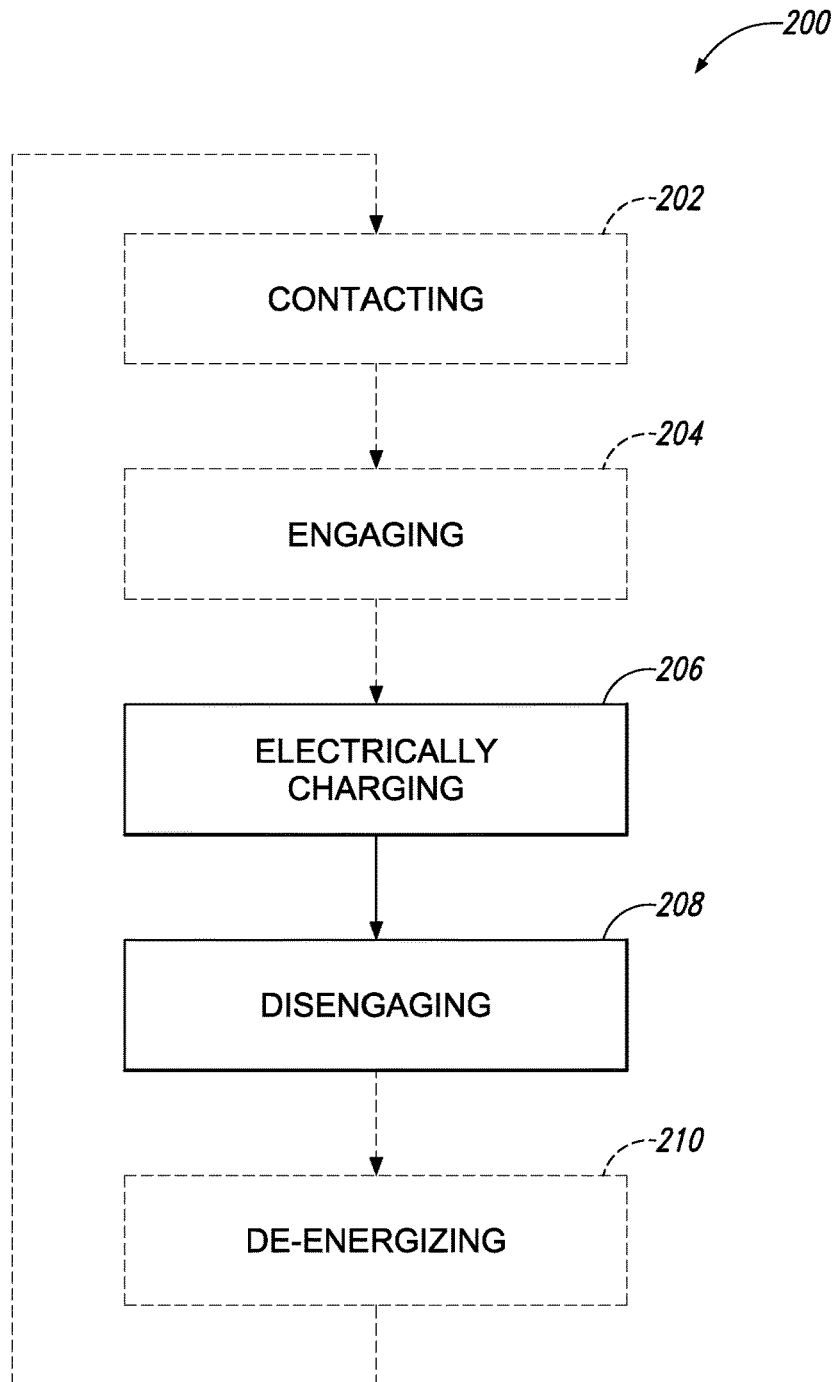 200
202
CONTACTING
204
ENGAGING
206
ELECTRICALLY
CHARGING
208
DISENGAGING
210
DE-ENERGIZING